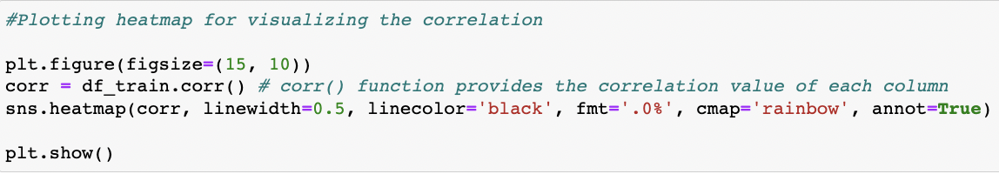 #Plotting heatmap for visualizing the correlation
plt.figure(figsize=(15, 10))
corr = df_train.corr() # corr() function provides the correlation value of each column
sns.heatmap(corr, linewidth=0.5, linecolor='black', fmt='.0%', cmap='rainbow', annot=True)
plt.show()